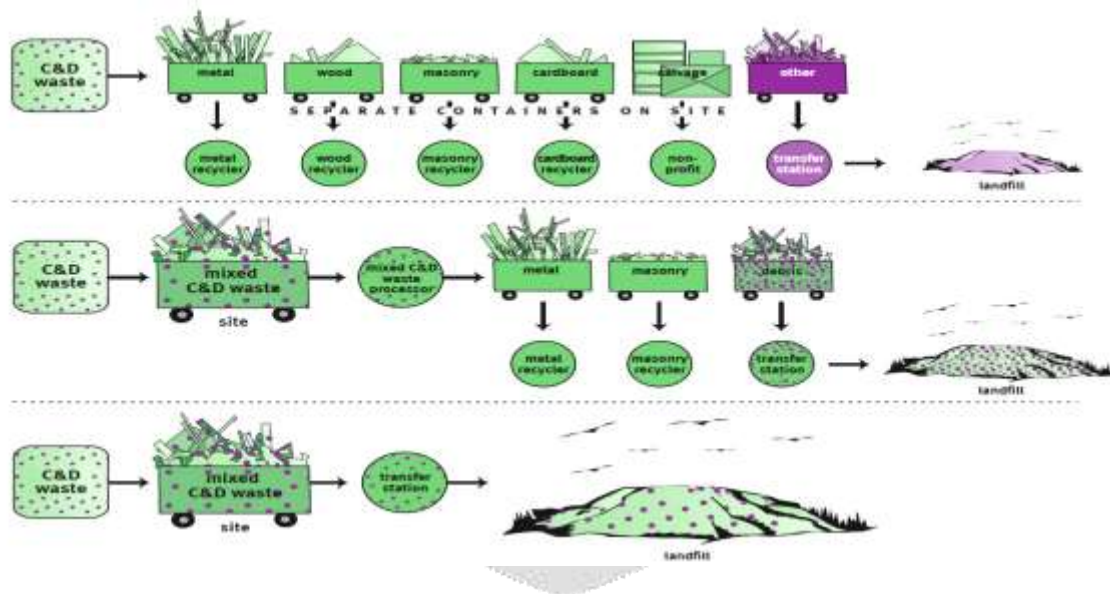 C&D
waste
metal
wood
masonry
cardboard
salvage
other
SEPARATE CONTAINERS ON SITE
metal
recycler
wood
recycler
masonry
recycler
cardboard
recycler
non-
profit
transfer
station
landfill
C&D
waste
mixed
C&D waste
site
mixed C&D
waste
processor
metal
masonry
debris
metal
recycler
masonry
recycler
transfer
station
landfill
C&D
waste
mixed
C&D waste
site
transfer
station
landfill